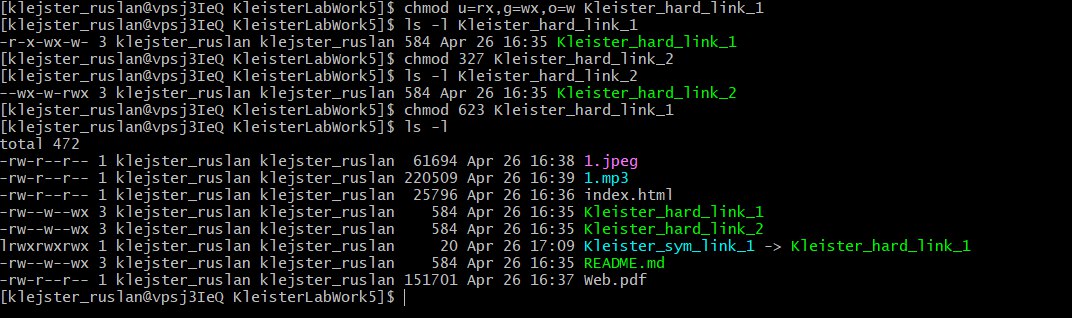 [klejster_ruslan@vpsj3IeQ KleisterLabWork5]$ chmod u=rx,g=wx,o=w Kleister_hard_link_1
[klejster_ruslan@vpsj3IeQ KleisterLabWork5]$ ls -l Kleister_hard_link_1
-r-x-wx-w- 3 klejster_ruslan klejster_ruslan 584 Apr 26 16:35 Kleister_hard_link_1
[klejster_ruslan@vpsj3IeQ KleisterLabWork5]$ chmod 327 Kleister_hard_link_2
[klejster_ruslan@vpsj3IeQ KleisterLabWork5]$ ls -l Kleister_hard_link_2
--wx-w-rwx 3 klejster_ruslan klejster_ruslan 584 Apr 26 16:35 Kleister_hard_link_2
[klejster_ruslan@vpsj3IeQ KleisterLabWork5]$ chmod 623 Kleister_hard_link_1
[klejster_ruslan@vpsj3IeQ KleisterLabWork5]$ ls -l
total 472
-rw-r--r-- 1 klejster_ruslan klejster_ruslan  61694 Apr 26 16:38 1.jpeg
-rw-r--r-- 1 klejster_ruslan klejster_ruslan 220509 Apr 26 16:39 1.mp3
-rw-r--r-- 1 klejster_ruslan klejster_ruslan  25796 Apr 26 16:36 index.html
-rw--w--wx 3 klejster_ruslan klejster_ruslan    584 Apr 26 16:35 Kleister_hard_link_1
-rw--w--wx 3 klejster_ruslan klejster_ruslan    584 Apr 26 16:35 Kleister_hard_link_2
lrwxrwxrwx 1 klejster_ruslan klejster_ruslan     20 Apr 26 17:09 Kleister_sym_link_1 -> Kleister_hard_link_1
-rw--w--wx 3 klejster_ruslan klejster_ruslan    584 Apr 26 16:35 README.md
-rw-r--r-- 1 klejster_ruslan klejster_ruslan 151701 Apr 26 16:37 Web.pdf
[klejster_ruslan@vpsj3IeQ KleisterLabWork5]$